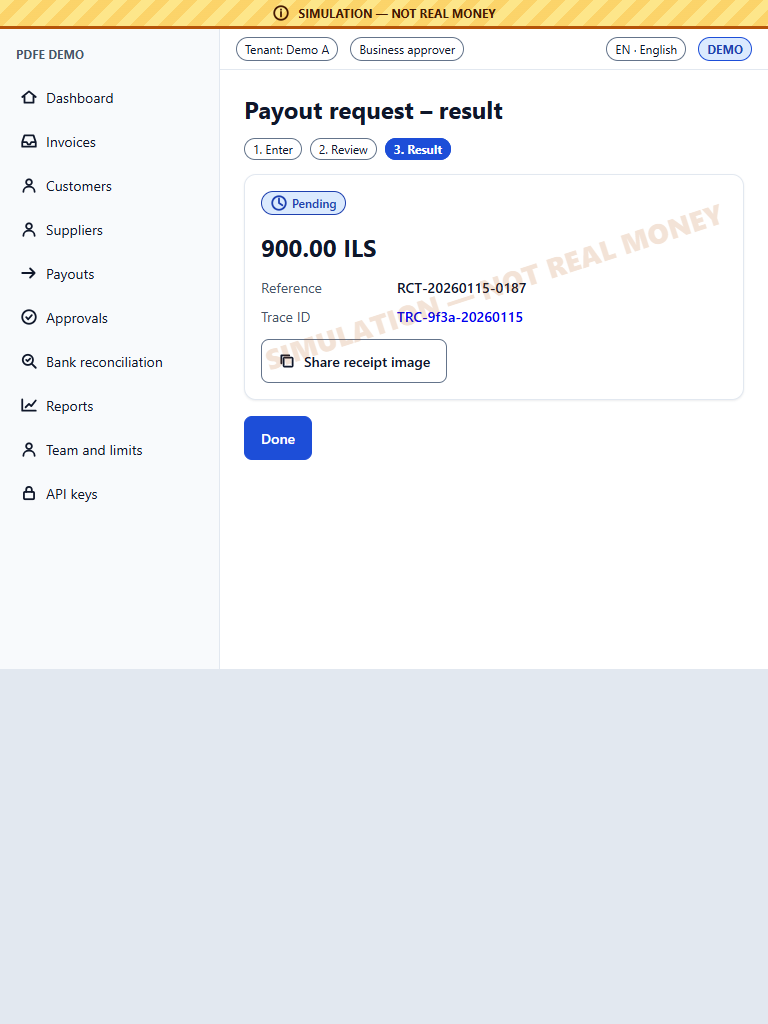 SIMULATION — NOT REAL MONEY
PDFE DEMO
Tenant: Demo A
Business approver
EN · English
DEMO
Dashboard
Invoices
Customers
Suppliers
Payouts
Approvals
Bank reconciliation
Reports
Team and limits
API keys
Payout request – result
1. Enter
2. Review
3. Result
Pending
900.00 ILS
Reference RCT-20260115-0187
Trace ID TRC-9f3a-20260115
SIMULATION — NOT REAL MONEY
Share receipt image
Done